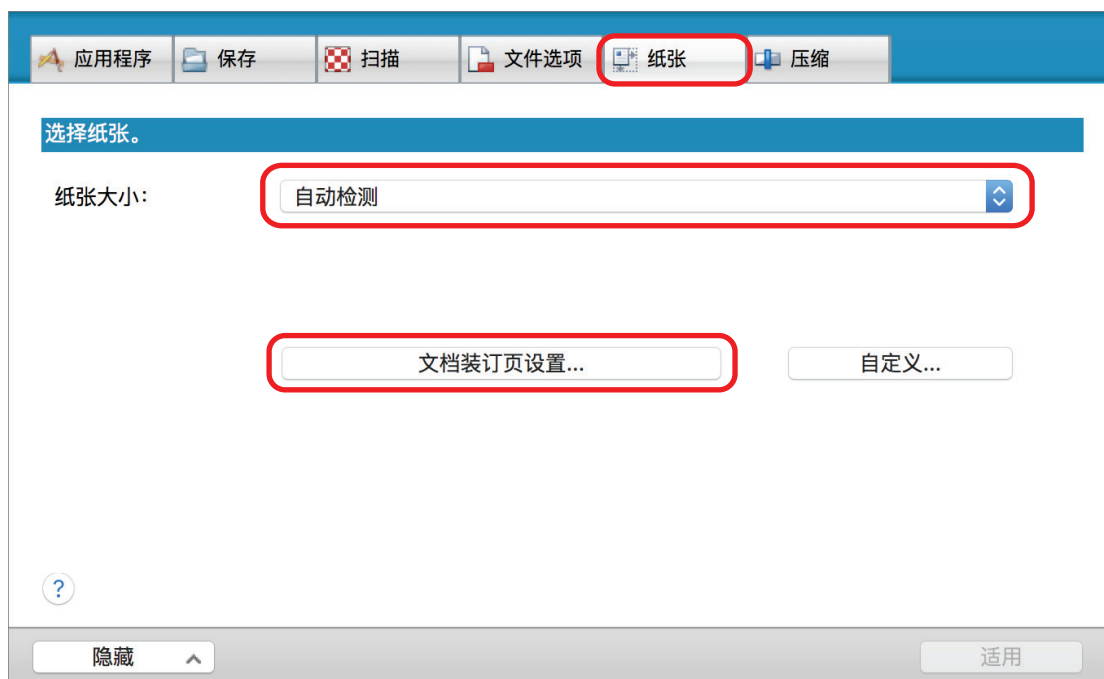 应用程序 保存 扫描 文件选项 纸张 压缩
选择纸张。
纸张大小: 自动检测
文档装订页设置... 自定义...
?
隐藏 适用